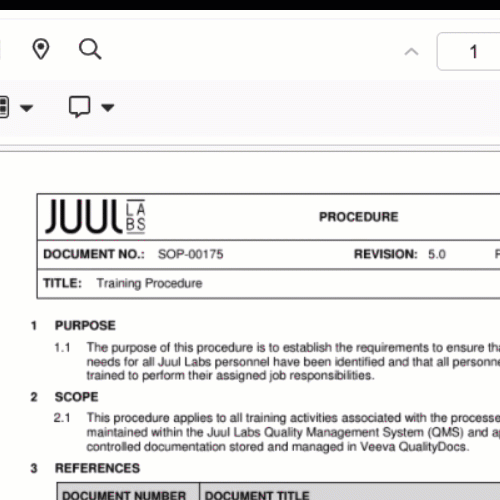 1
JUUL LABS
PROCEDURE
DOCUMENT NO.: SOP-00175 REVISION: 5.0
TITLE: Training Procedure
1 PURPOSE
1.1 The purpose of this procedure is to establish the requirements to ensure tha
needs for all Juul Labs personnel have been identified and that all personne
trained to perform their assigned job responsibilities.
2 SCOPE
2.1 This procedure applies to all training activities associated with the processe
maintained within the Juul Labs Quality Management System (QMS) and ap
controlled documentation stored and managed in Veeva QualityDocs.
3 REFERENCES
DOCUMENT NUMBER DOCUMENT TITLE